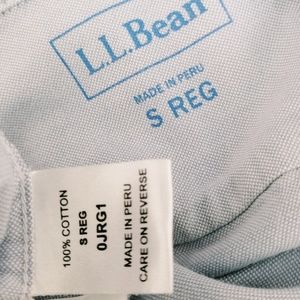 L.L.Bean
MADE IN PERU
S REG
100% COTTON
S REG
0JRG1
MADE IN PERU
CARE ON REVERSE